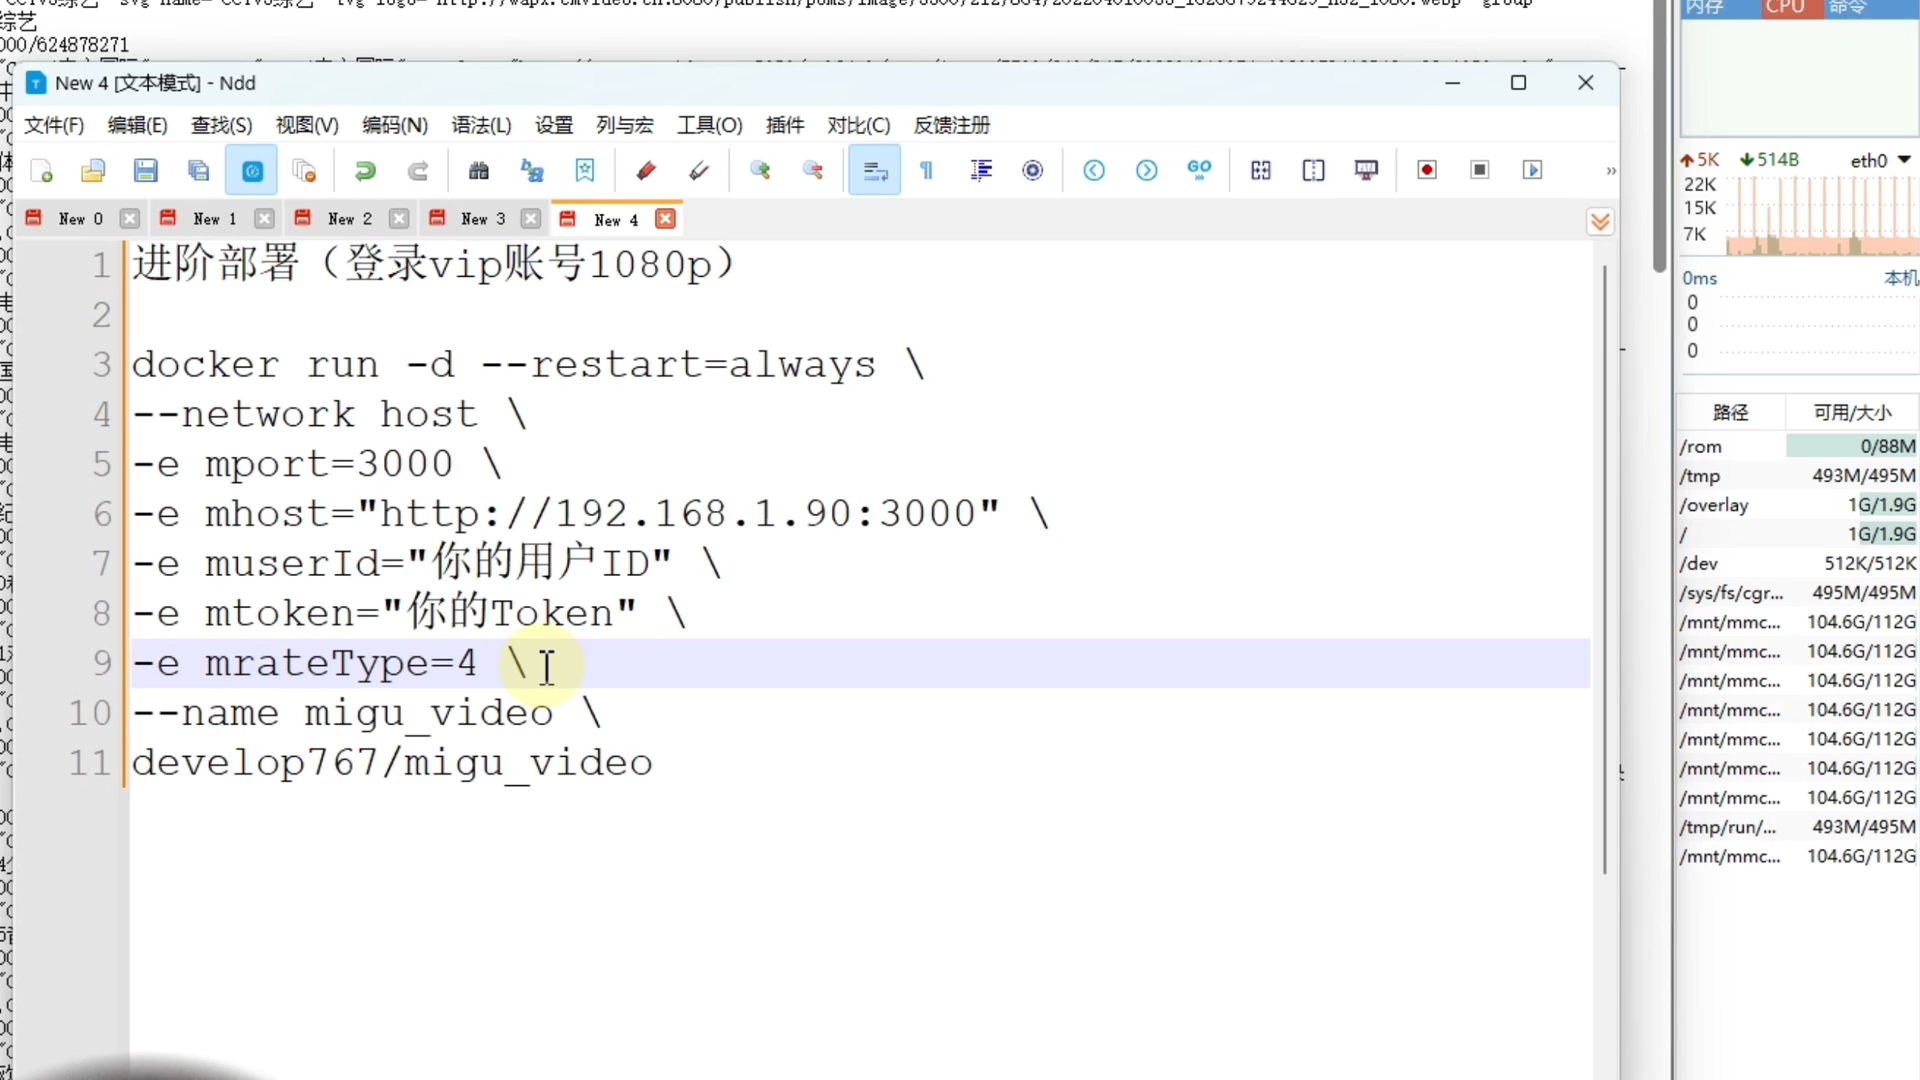 综艺
000/624878271
New 4 [文本模式] - Ndd
文件(F) 编辑(E) 查找(S) 视图(V) 编码(N) 语法(L) 设置 列与宏 工具(O) 插件 对比(C) 反馈注册
New 0 New 1 New 2 New 3 New 4
1 进阶部署（登录vip账号1080p）
2
3 docker run -d --restart=always \
4 --network host \
5 -e mport=3000 \
6 -e mhost="http://192.168.1.90:3000" \
7 -e muserId="你的用户ID" \
8 -e mtoken="你的Token" \
9 -e mrateType=4 \
10 --name migu_video \
11 develop767/migu_video
内存 CPU 命令
5K 514B eth0
22K
15K
7K
0ms 本机
0
0
0
路径 可用/大小
/rom 0/88M
/tmp 493M/495M
/overlay 1G/1.9G
/ 1G/1.9G
/dev 512K/512K
/sys/fs/cgr... 495M/495M
/mnt/mmc... 104.6G/112G
/mnt/mmc... 104.6G/112G
/mnt/mmc... 104.6G/112G
/mnt/mmc... 104.6G/112G
/mnt/mmc... 104.6G/112G
/mnt/mmc... 104.6G/112G
/mnt/mmc... 104.6G/112G
/tmp/run/... 493M/495M
/mnt/mmc... 104.6G/112G